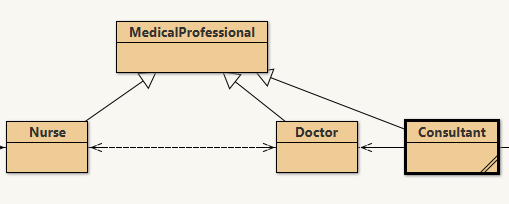 MedicalProfessional
Nurse
Doctor
Consultant